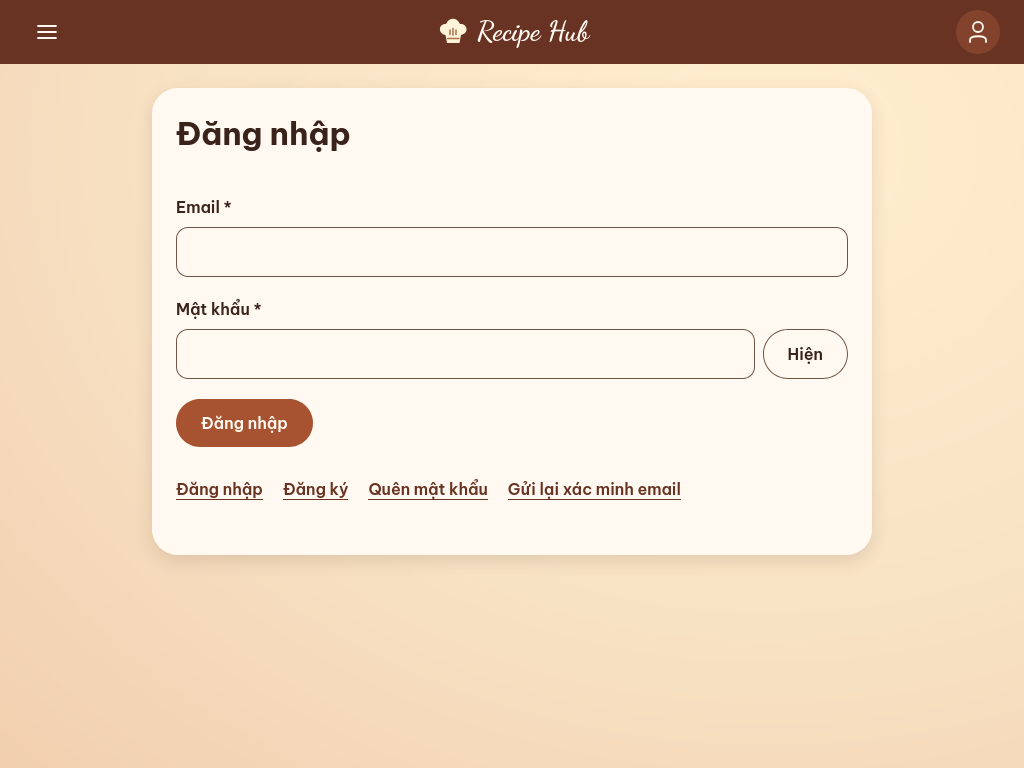 Recipe Hub
Đăng nhập
Email *
Mật khẩu *
Hiện
Đăng nhập
Đăng nhập Đăng ký Quên mật khẩu Gửi lại xác minh email